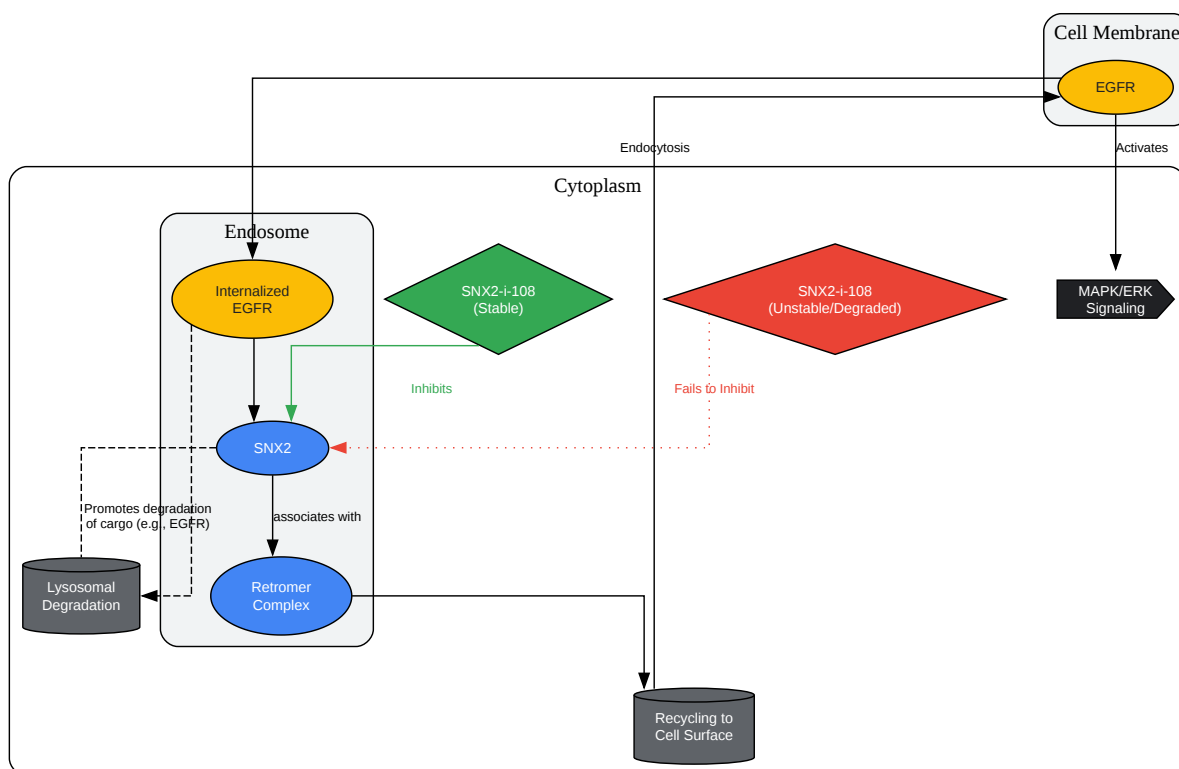 Cell Membrane
EGFR
Endocytosis
Activates
Cytoplasm
Endosome
Internalized
EGFR
SNX2-i-108
(Stable)
SNX2-i-108
(Unstable/Degraded)
MAPK/ERK
Signaling
Inhibits
Fails to Inhibit
SNX2
Promotes degradation
of cargo (e.g., EGFR)
associates with
Lysosomal
Degradation
Retromer
Complex
Recycling to
Cell Surface